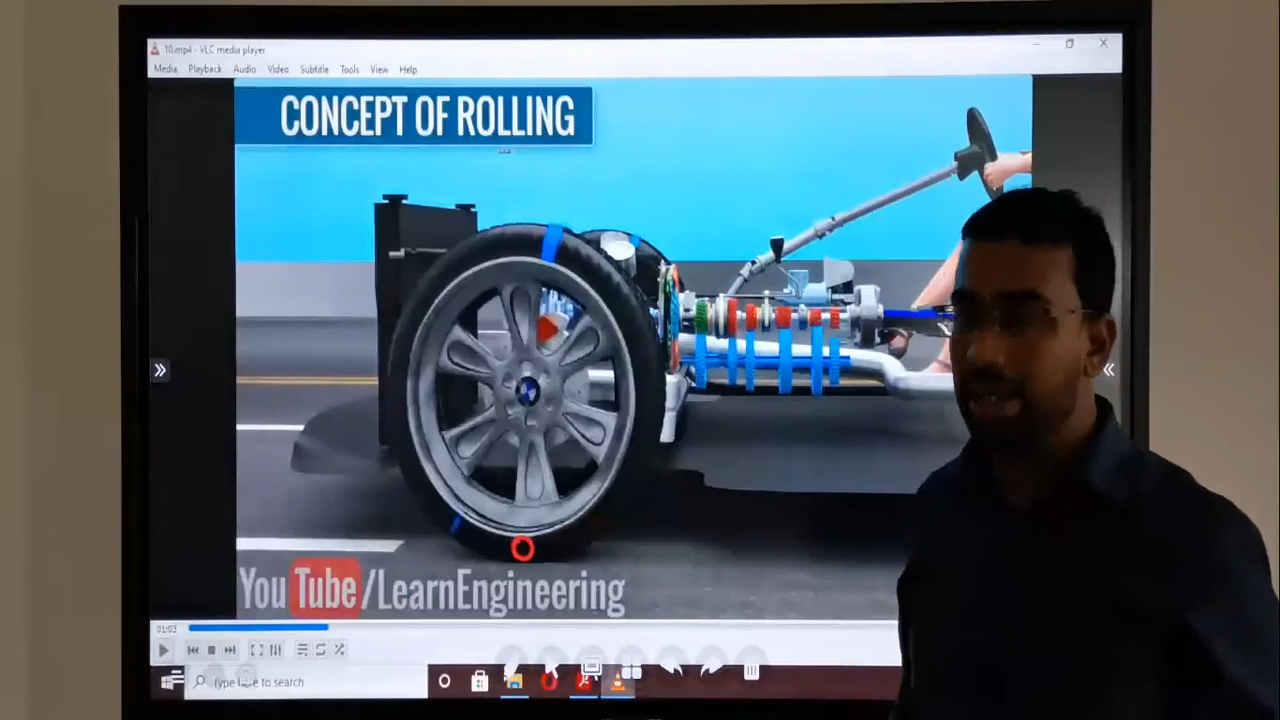 10.mp4 - VLC media player
Media Playback Audio Video Subtitle Tools View Help
CONCEPT OF ROLLING
YouTube/LearnEngineering
01:03
Type here to search